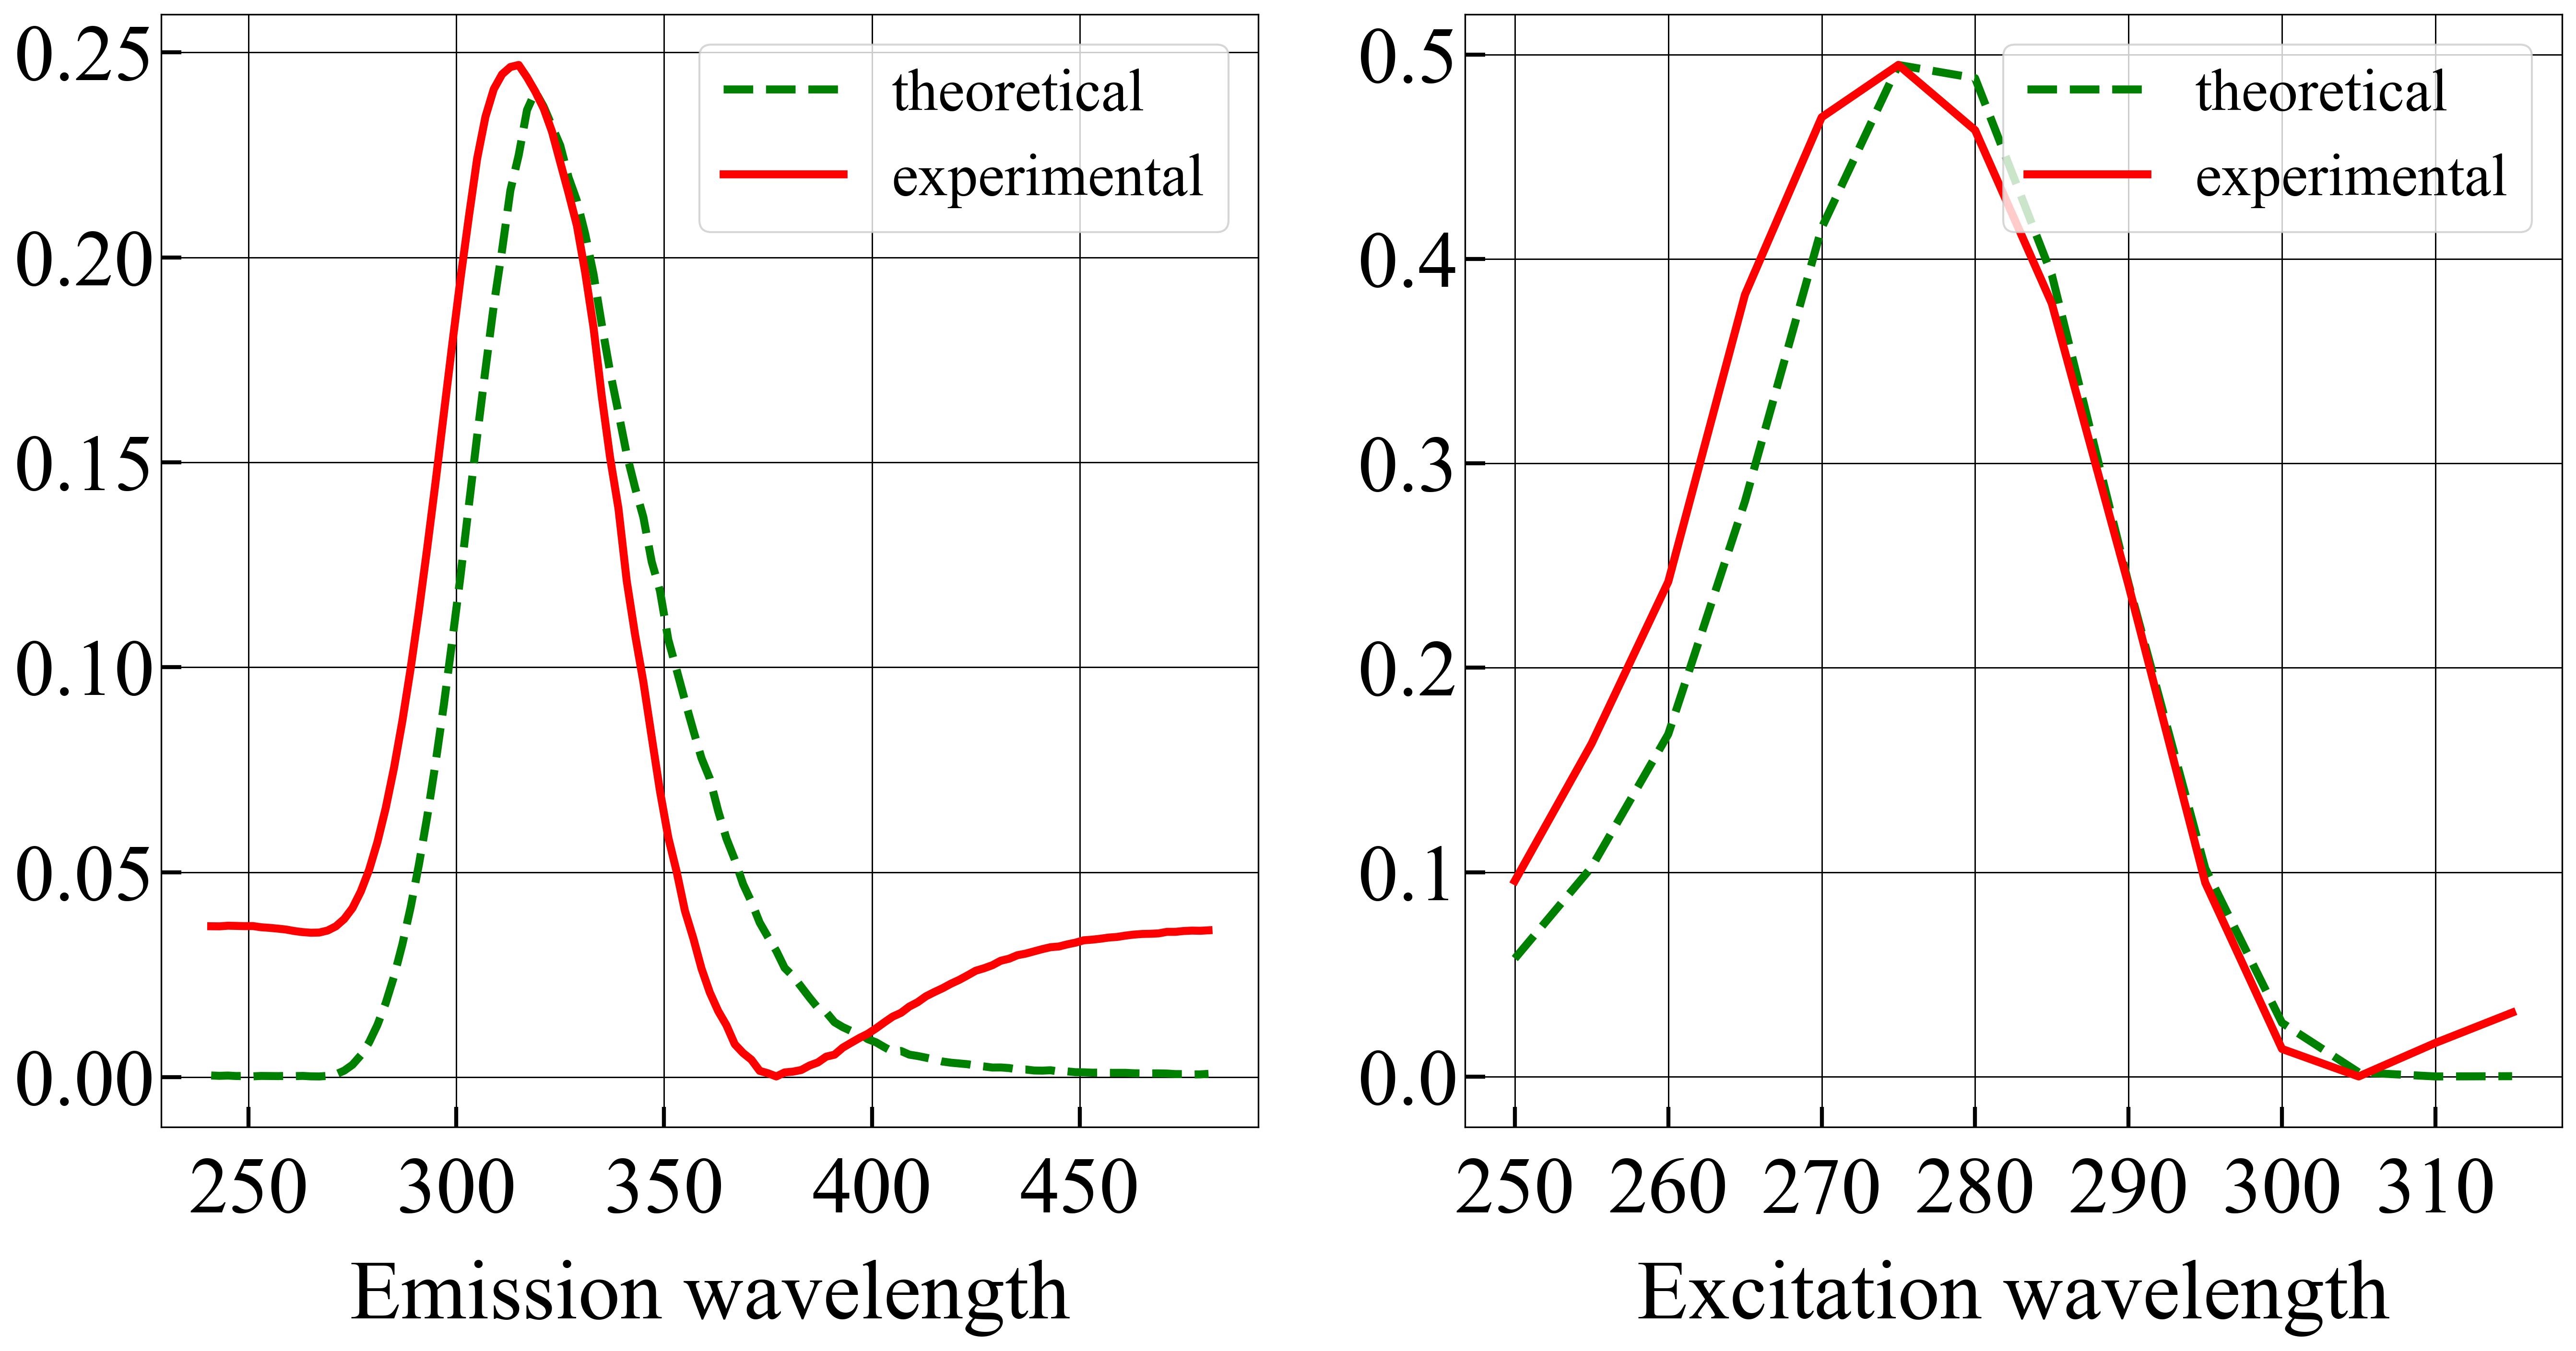 0.25
0.20
0.15
0.10
0.05
0.00
250 300 350 400 450
Emission wavelength
theoretical
experimental
0.5
0.4
0.3
0.2
0.1
0.0
250 260 270 280 290 300 310
Excitation wavelength
theoretical
experimental